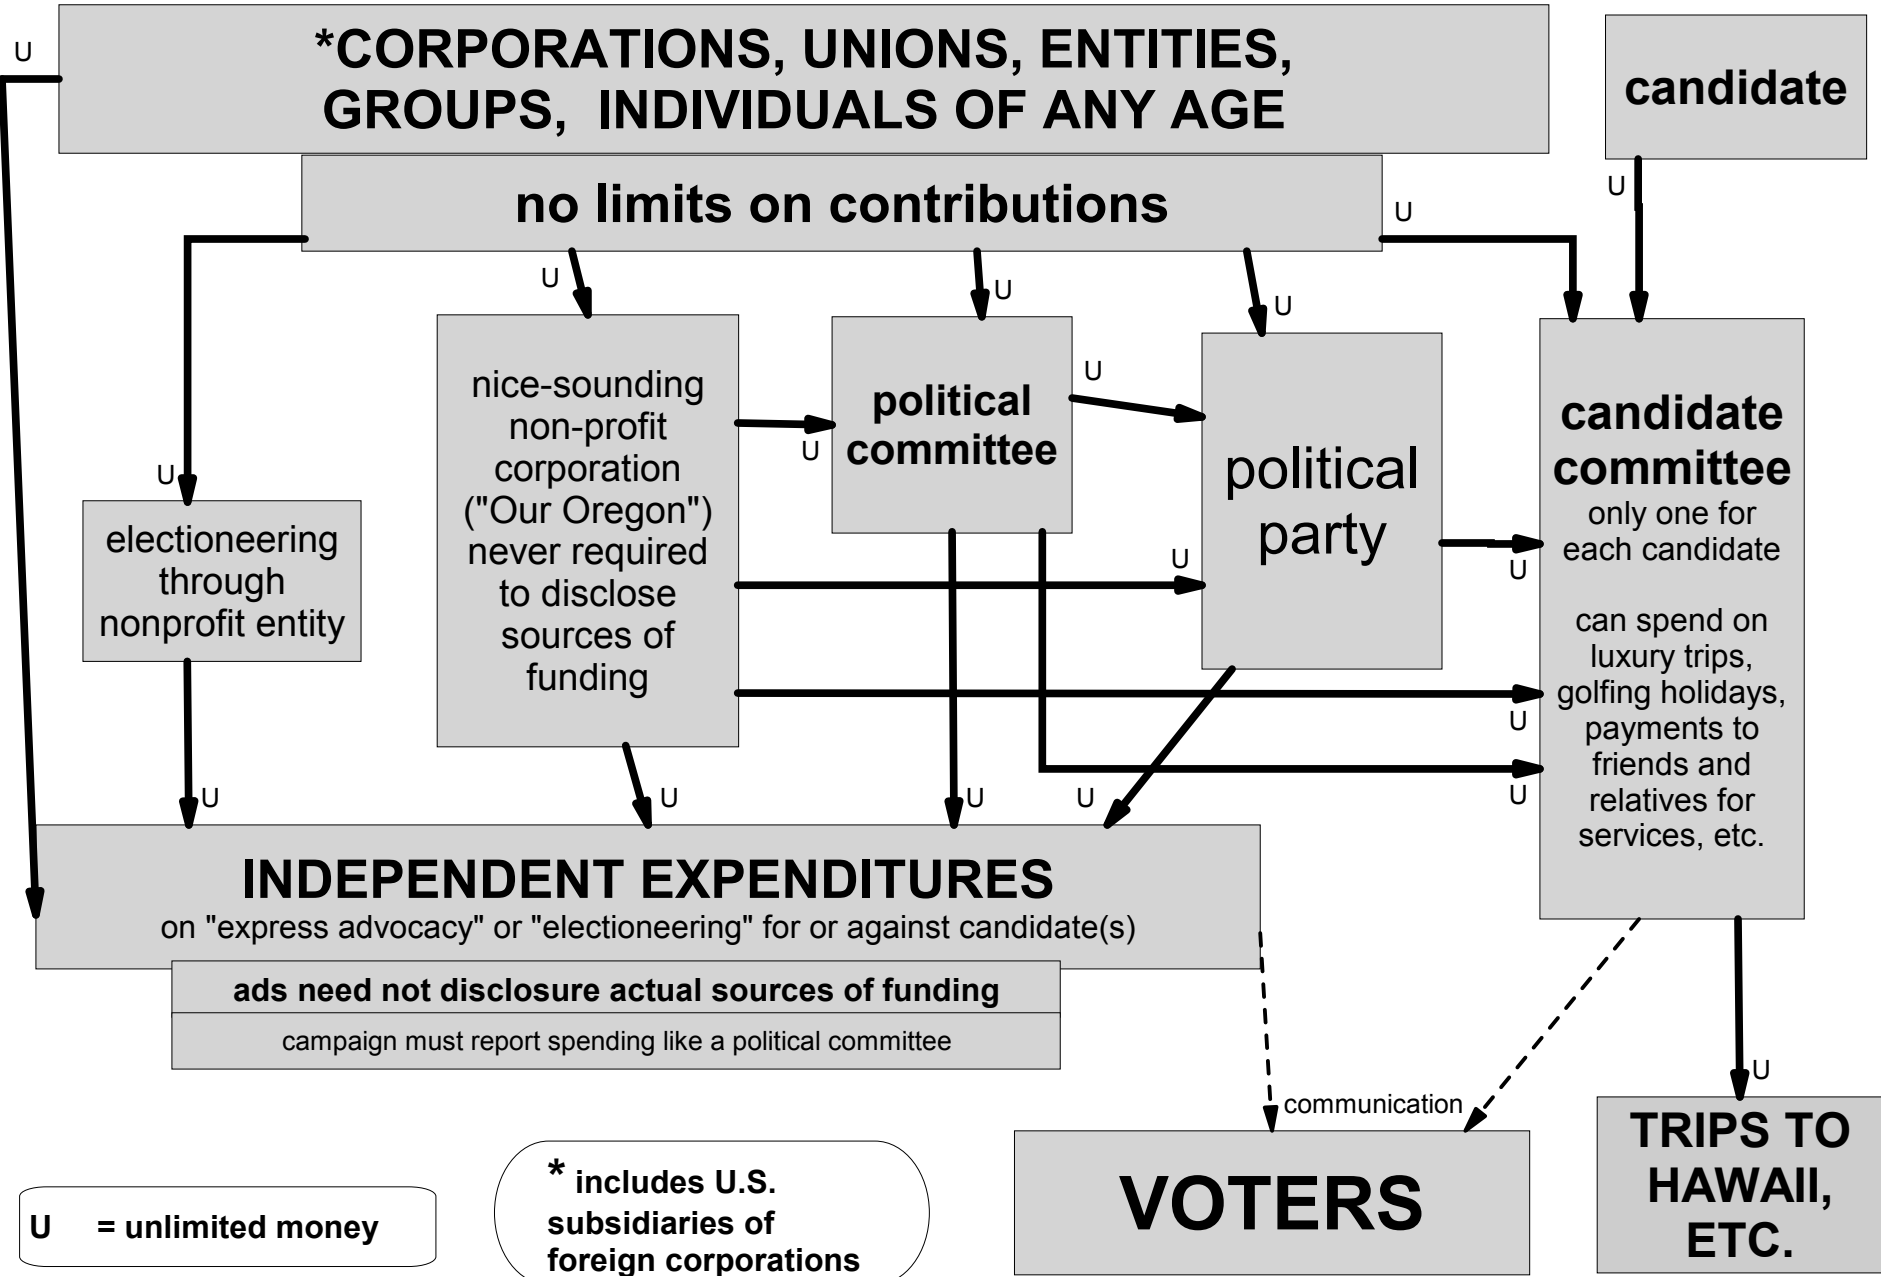 U
*CORPORATIONS, UNIONS, ENTITIES,
GROUPS, INDIVIDUALS OF ANY AGE
candidate
U
no limits on contributions
U
U
U
U
nice-sounding
non-profit
corporation
("Our Oregon")
never required
to disclose
sources of
funding
U
political
committee
U
political
party
U
candidate
committee
only one for
each candidate
can spend on
luxury trips,
golfing holidays,
payments to
friends and
relatives for
services, etc.
U
electioneering
through
nonprofit entity
U
U
U
U
U
U
U
U
INDEPENDENT EXPENDITURES
on "express advocacy" or "electioneering" for or against candidate(s)
ads need not disclosure actual sources of funding
campaign must report spending like a political committee
communication
U
VOTERS
TRIPS TO
HAWAII,
ETC.
U = unlimited money
* includes U.S.
subsidiaries of
foreign corporations